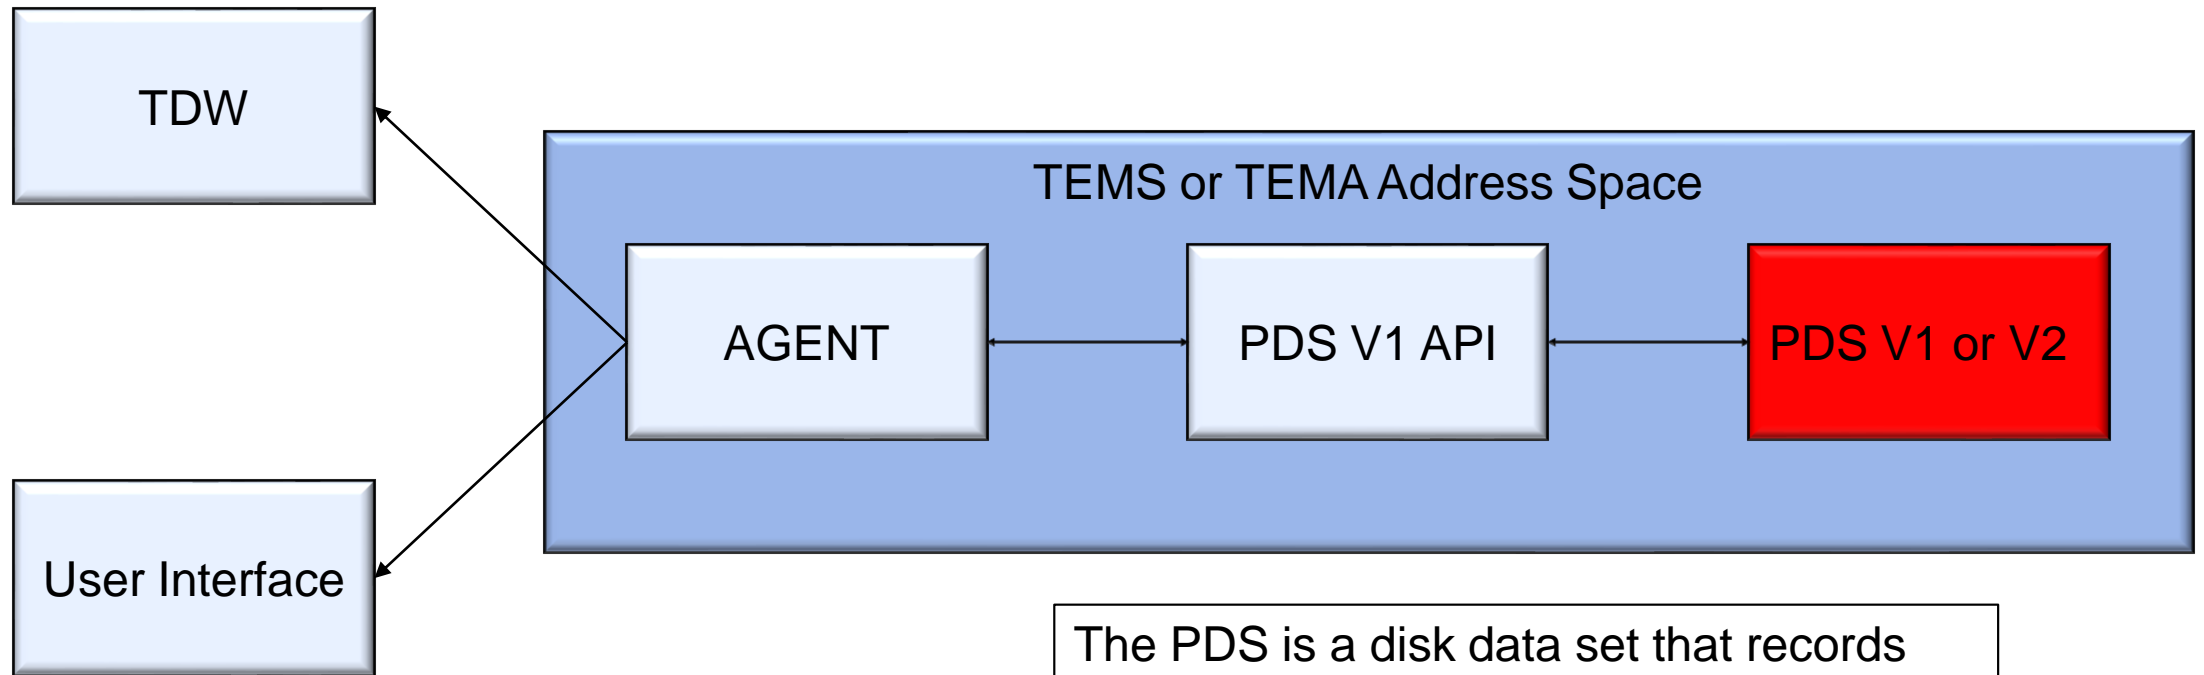 TDW
TEMS or TEMA Address Space
AGENT
PDS V1 API
PDS V1 or V2
User Interface
The PDS is a disk data set that records